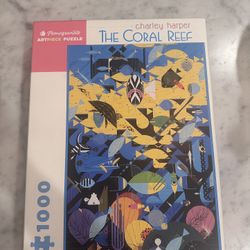 Pomegranate
ARTPIECE PUZZLE
charley harper
THE CORAL REEF
1000